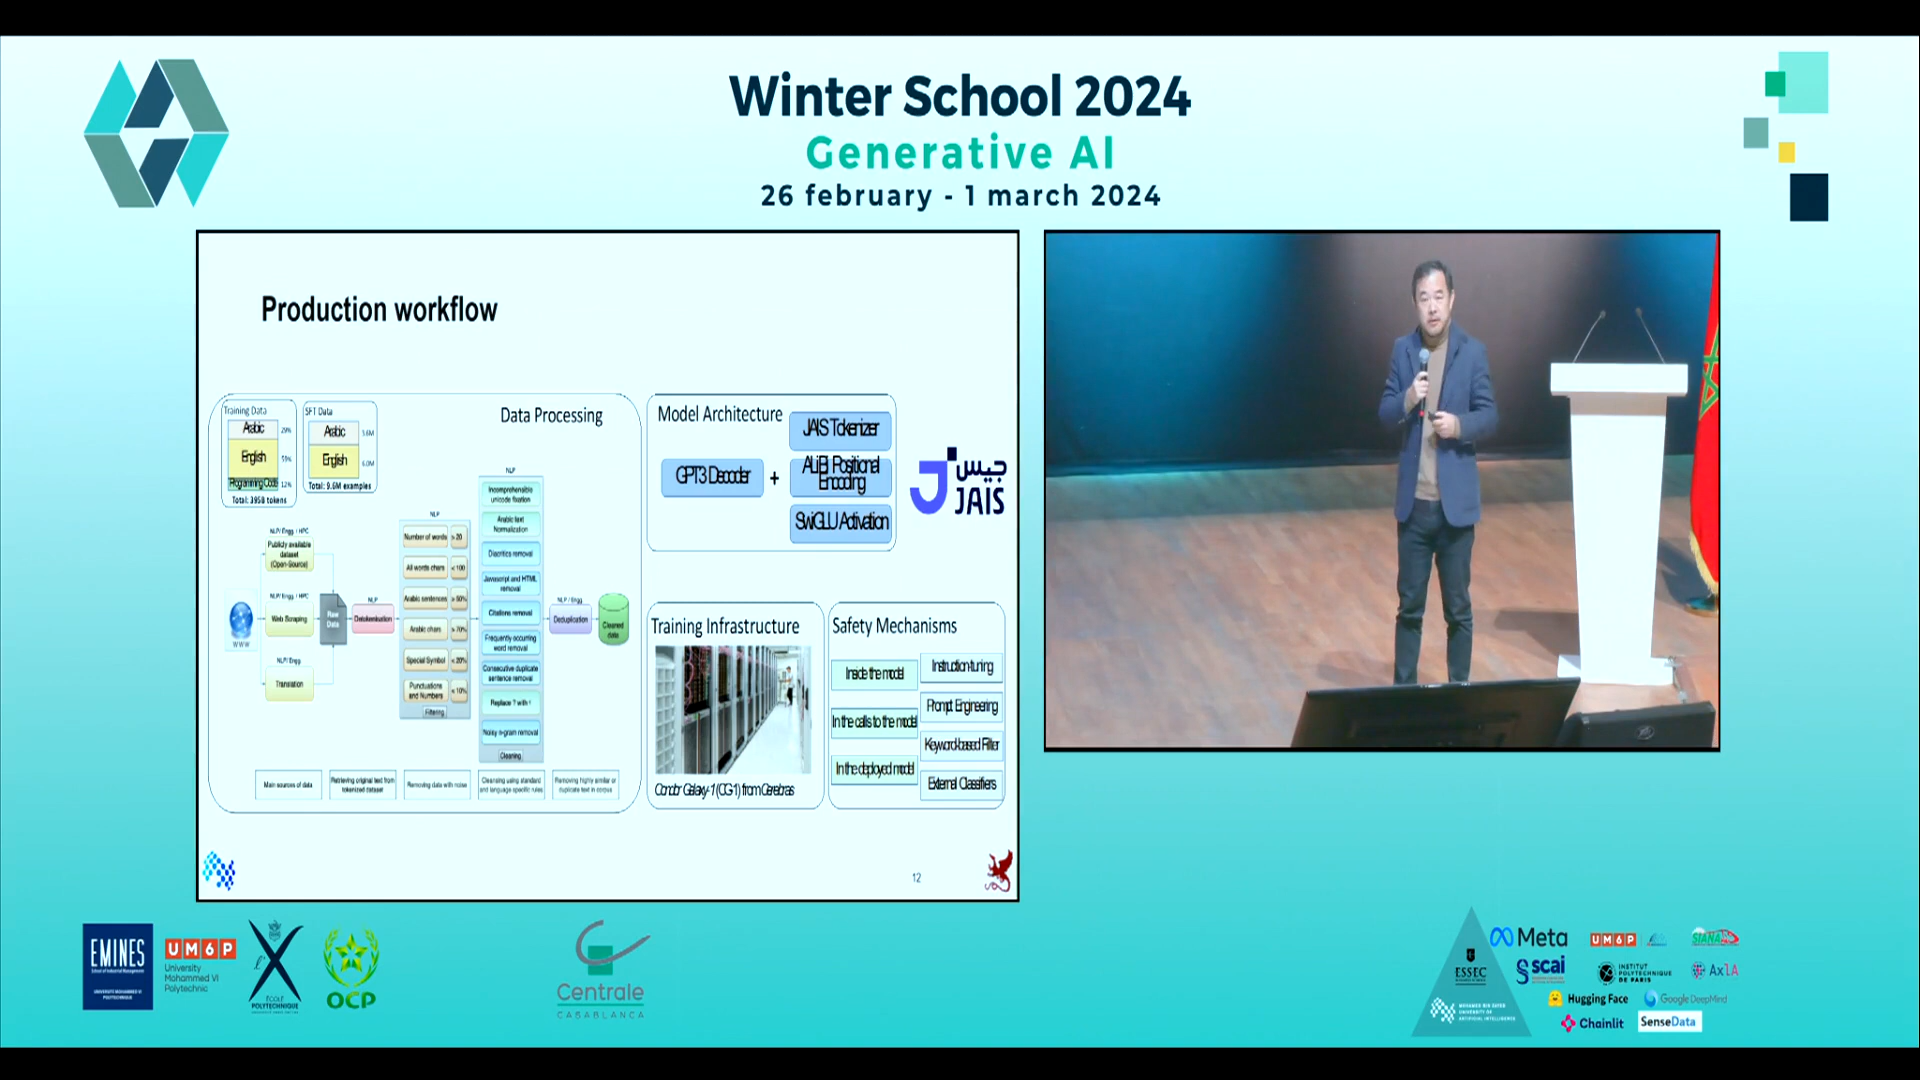 Winter School 2024
Generative AI
26 february - 1 march 2024
Production workflow
Training Data
Arabic 29%
English 59%
Programming Code 12%
Total: 395B tokens
SFT Data
Arabic 3.6M
English 6.0M
Total: 9.6M examples
Data Processing
NLP/ Engg. / HPC
Publicly available
dataset
(Open-Source)
NLP/ Engg. / HPC
Web Scraping
WWW
NLP/ Engg.
Translation
Raw
Data
NLP
Detokenisation
NLP
Number of words > 20
All words chars < 100
Arabic sentences > 50%
Arabic chars > 70%
Special Symbol < 20%
Punctuations
and Numbers < 10%
Filtering
NLP
Incomprehensible
unicode fixation
Arabic text
Normalization
Diacritics removal
Javascript and HTML
removal
Citations removal
Frequently occurring
word removal
Consecutive duplicate
sentence removal
Replace ? with ؟
Noisy n-gram removal
Cleaning
NLP / Engg
Deduplication
Cleaned
data
Main sources of data
Retrieving original text from
tokenized dataset
Removing data with noise
Cleansing using standard
and language specific rules
Removing highly similar or
duplicate text in corpus
Model Architecture
GPT3 Decoder
+
JAIS Tokenizer
ALiBi Positional
Encoding
SwiGLU Activation
جيس
JAIS
Training Infrastructure
Condor Galaxy-1 (CG-1) from Cerebras
Safety Mechanisms
Inside the model
In the calls to the model
In the deployed model
Instruction-tuning
Prompt Engineering
Keyword-based Filter
External Classifiers
12
EMINES
School of Industrial Management
UNIVERSITE MOHAMMED VI
POLYTECHNIQUE
UM6P
University
Mohammed VI
Polytechnic
ÉCOLE
POLYTECHNIQUE
OCP
Centrale
CASABLANCA
ESSEC
MOHAMED BIN ZAYED
UNIVERSITY OF
ARTIFICIAL INTELLIGENCE
Meta
UM6P
SIANA
scai
INSTITUT
POLYTECHNIQUE
DE PARIS
AxIA
Hugging Face
Google DeepMind
Chainlit
SenseData